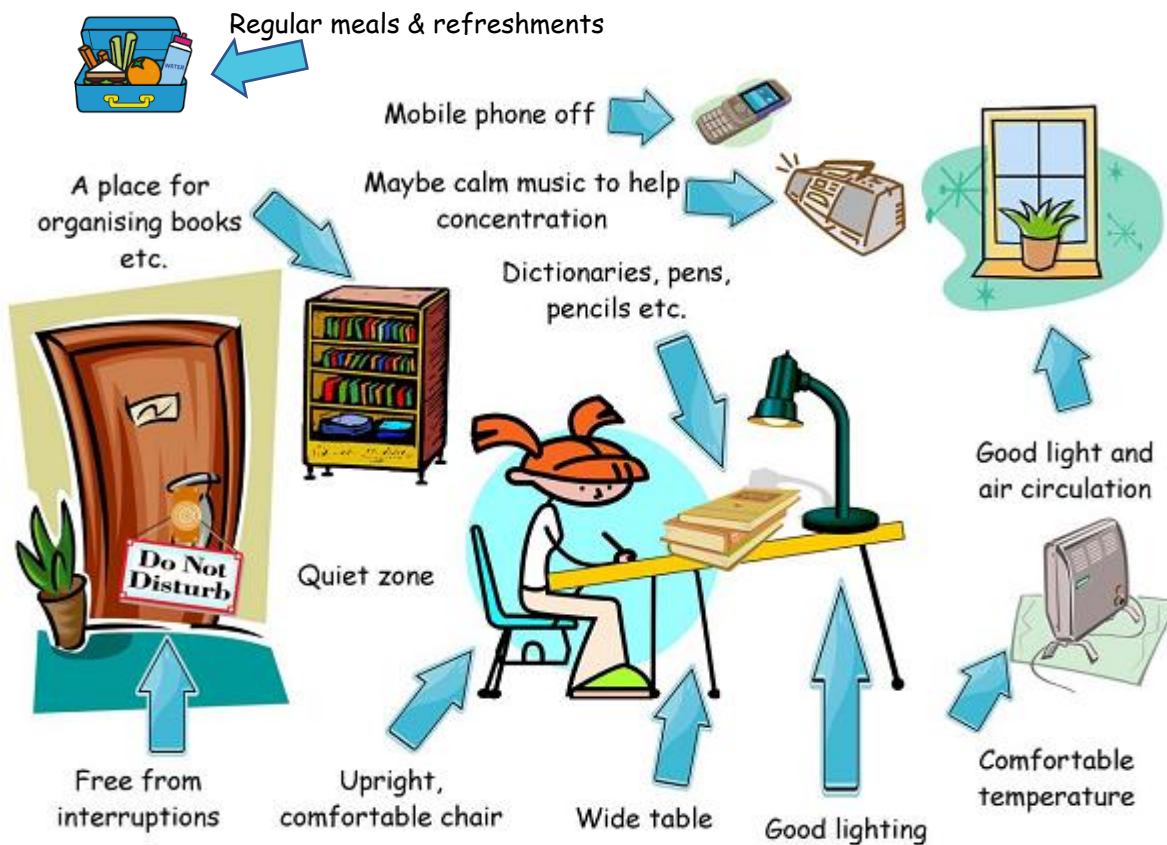 Regular meals & refreshments
WATER
Mobile phone off
A place for
organising books
etc.
Maybe calm music to help
concentration
Dictionaries, pens,
pencils etc.
Good light and
air circulation
Do Not
Disturb
Quiet zone
Free from
interruptions
Upright,
comfortable chair
Wide table
Good lighting
Comfortable
temperature